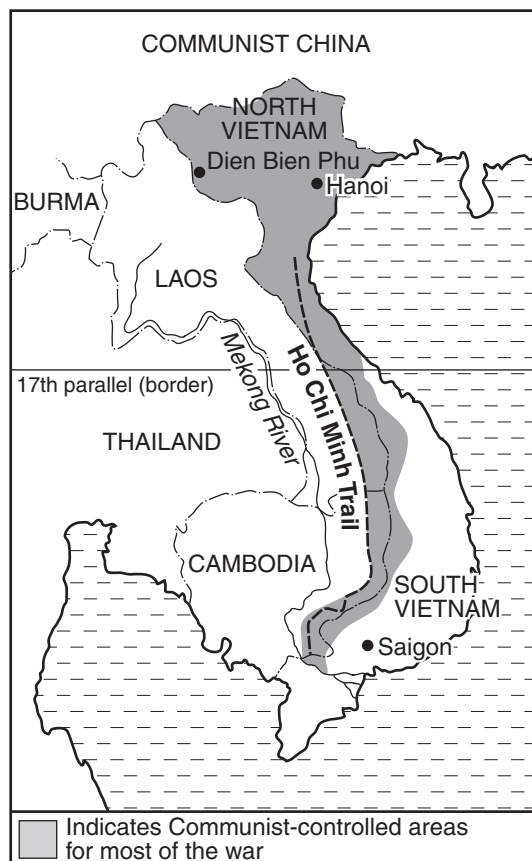 COMMUNIST CHINA
NORTH
VIETNAM
Dien Bien Phu
Hanoi
BURMA
LAOS
Mekong River
Ho Chi Minh Trail
17th parallel (border)
THAILAND
CAMBODIA
SOUTH
VIETNAM
Saigon
Indicates Communist-controlled areas
for most of the war